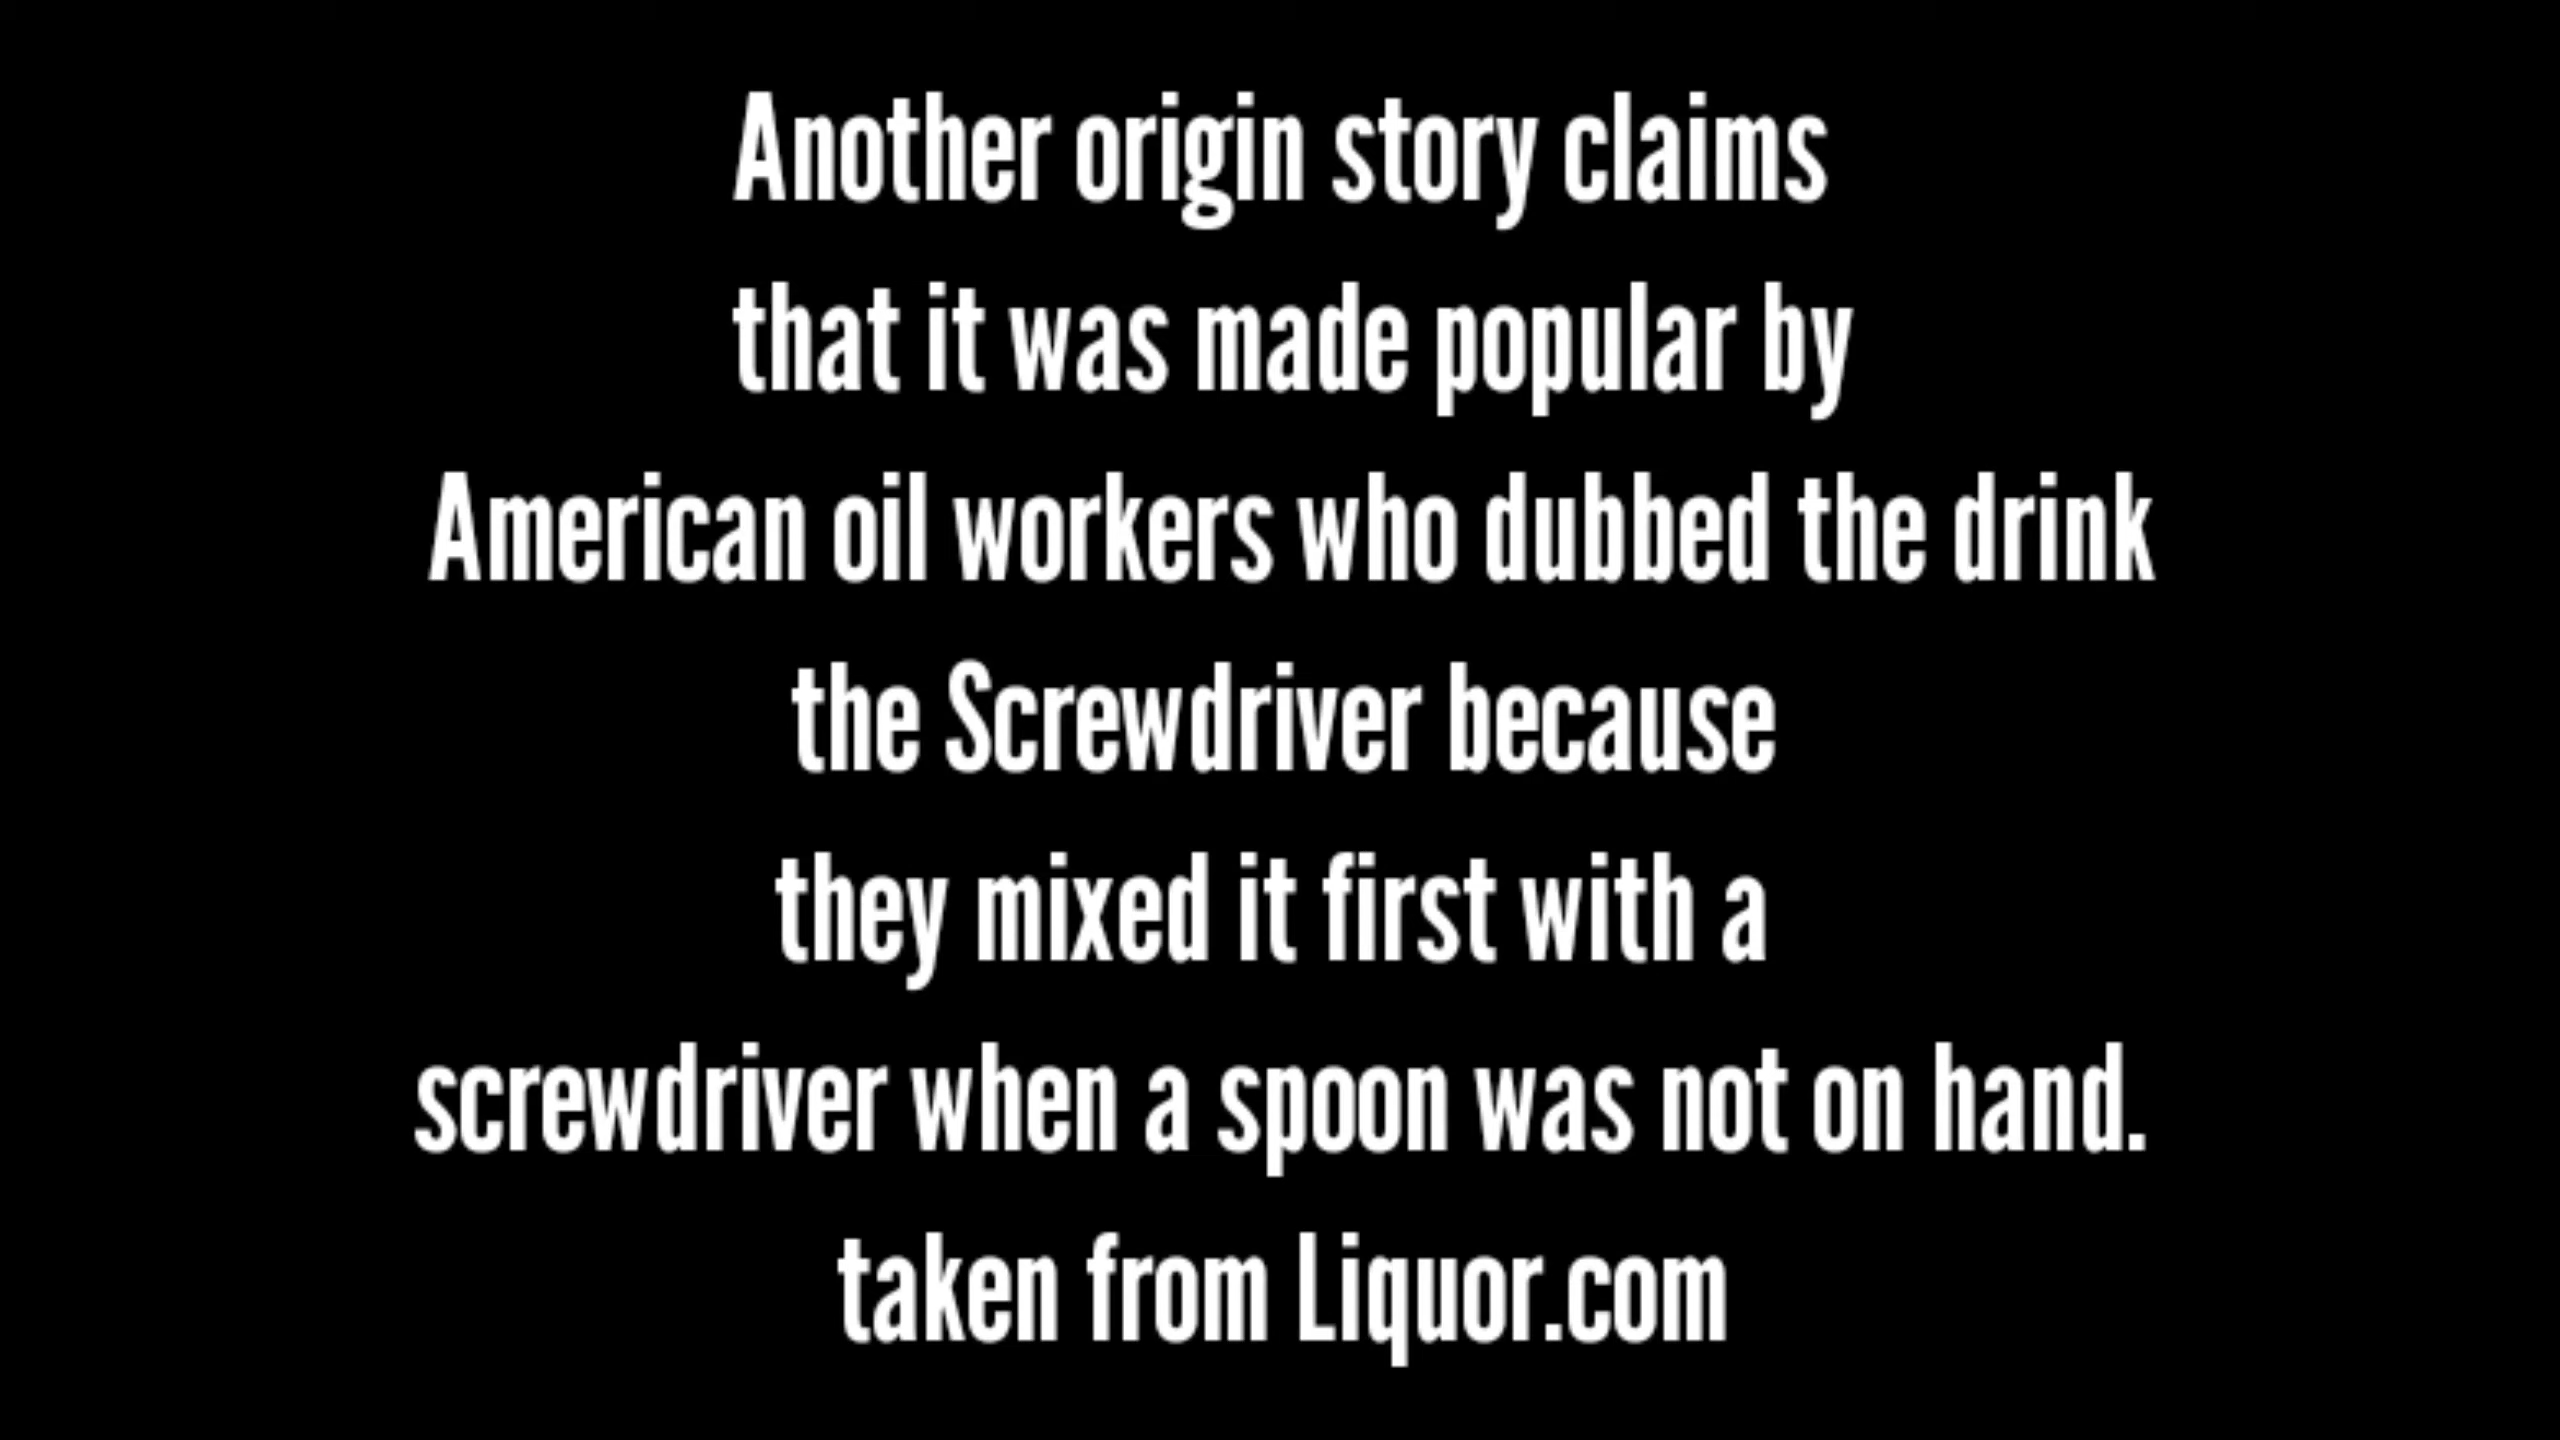 Another origin story claims
that it was made popular by
American oil workers who dubbed the drink
the Screwdriver because
they mixed it first with a
screwdriver when a spoon was not on hand.
taken from Liquor.com